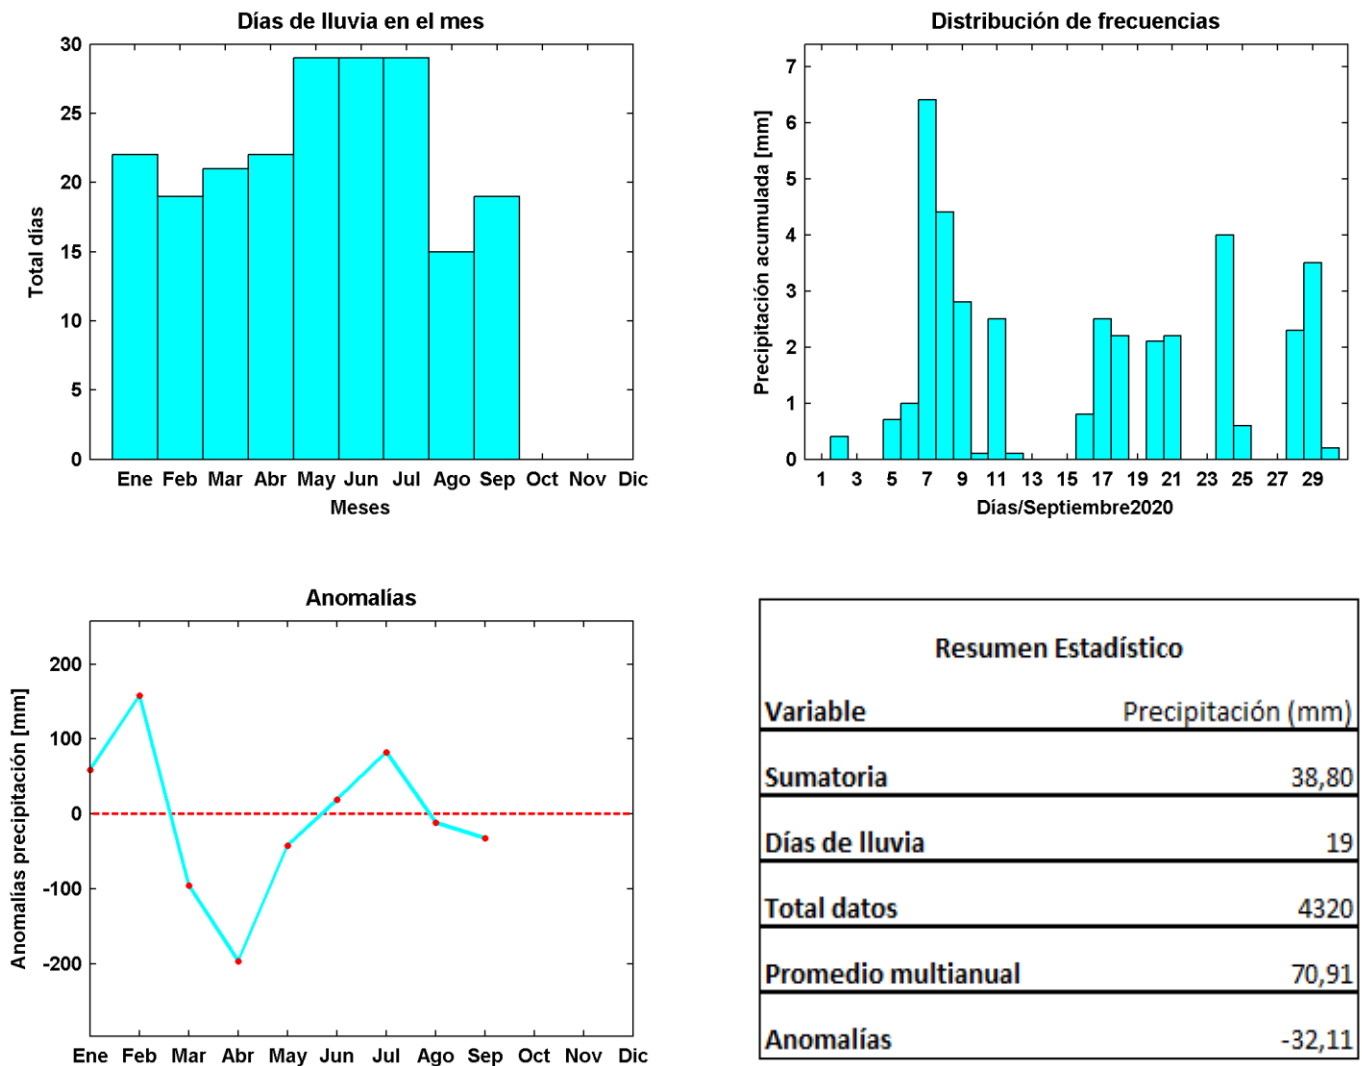 Días de lluvia en el mes
30
25
20
15
10
5
0
Total días
Ene Feb Mar Abr May Jun Jul Ago Sep Oct Nov Dic
Meses
Distribución de frecuencias
7
6
5
4
3
2
1
0
Precipitación acumulada [mm]
1 3 5 7 9 11 13 15 17 19 21 23 25 27 29
Días/Septiembre2020
Anomalías
200
100
0
-100
-200
Anomalías precipitación [mm]
Ene Feb Mar Abr May Jun Jul Ago Sep Oct Nov Dic
Resumen Estadístico
Variable Precipitación (mm)
Sumatoria 38,80
Días de lluvia 19
Total datos 4320
Promedio multianual 70,91
Anomalías -32,11